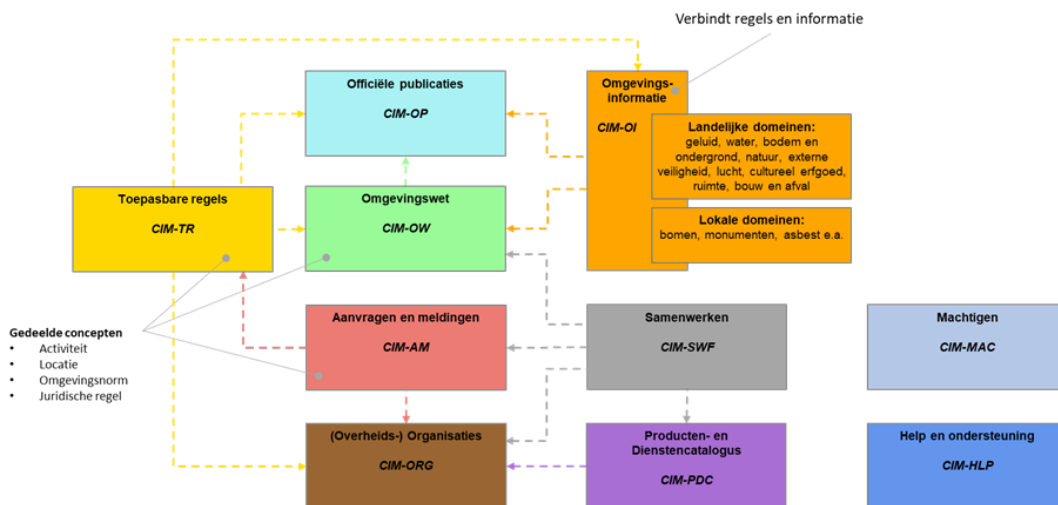 Verbindt regels en informatie
Officiële publicaties
CIM-OP
Omgevings-
informatie
CIM-OI
Landelijke domeinen:
geluid, water, bodem en
ondergrond, natuur, externe
veiligheid, lucht, cultureel erfgoed,
ruimte, bouw en afval
Lokale domeinen:
bomen, monumenten, asbest e.a.
Toepasbare regels
CIM-TR
Omgevingswet
CIM-OW
Gedeelde concepten
• Activiteit
• Locatie
• Omgevingsnorm
• Juridische regel
Aanvragen en meldingen
CIM-AM
Samenwerken
CIM-SWF
Machtigen
CIM-MAC
(Overheids-) Organisaties
CIM-ORG
Producten- en
Dienstencatalogus
CIM-PDC
Help en ondersteuning
CIM-HLP